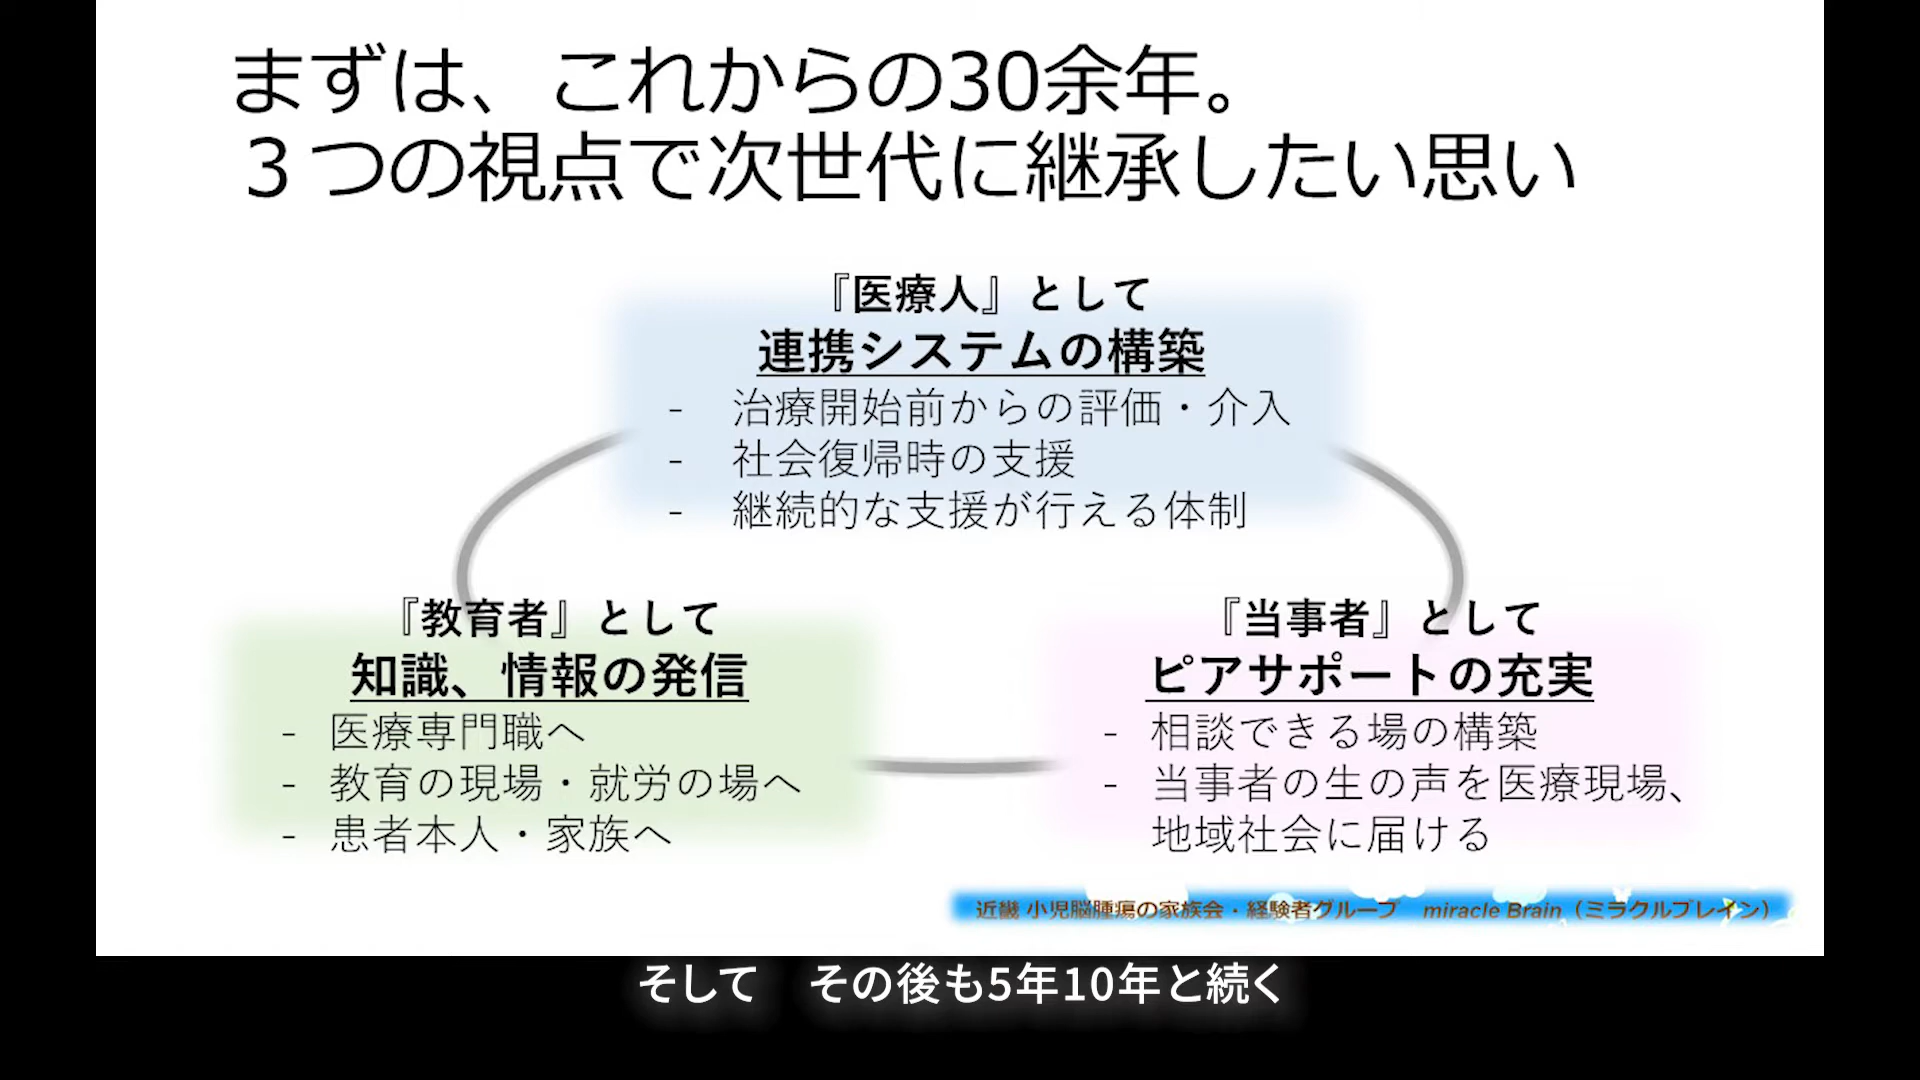 まずは、これからの30余年。
３つの視点で次世代に継承したい思い
『医療人』として
連携システムの構築
- 治療開始前からの評価・介入
- 社会復帰時の支援
- 継続的な支援が行える体制
『教育者』として
知識、情報の発信
- 医療専門職へ
- 教育の現場・就労の場へ
- 患者本人・家族へ
『当事者』として
ピアサポートの充実
- 相談できる場の構築
- 当事者の生の声を医療現場、
地域社会に届ける
近畿 小児脳腫瘍の家族会・経験者グループ　miracle Brain（ミラクルブレイン）
そして　その後も5年10年と続く